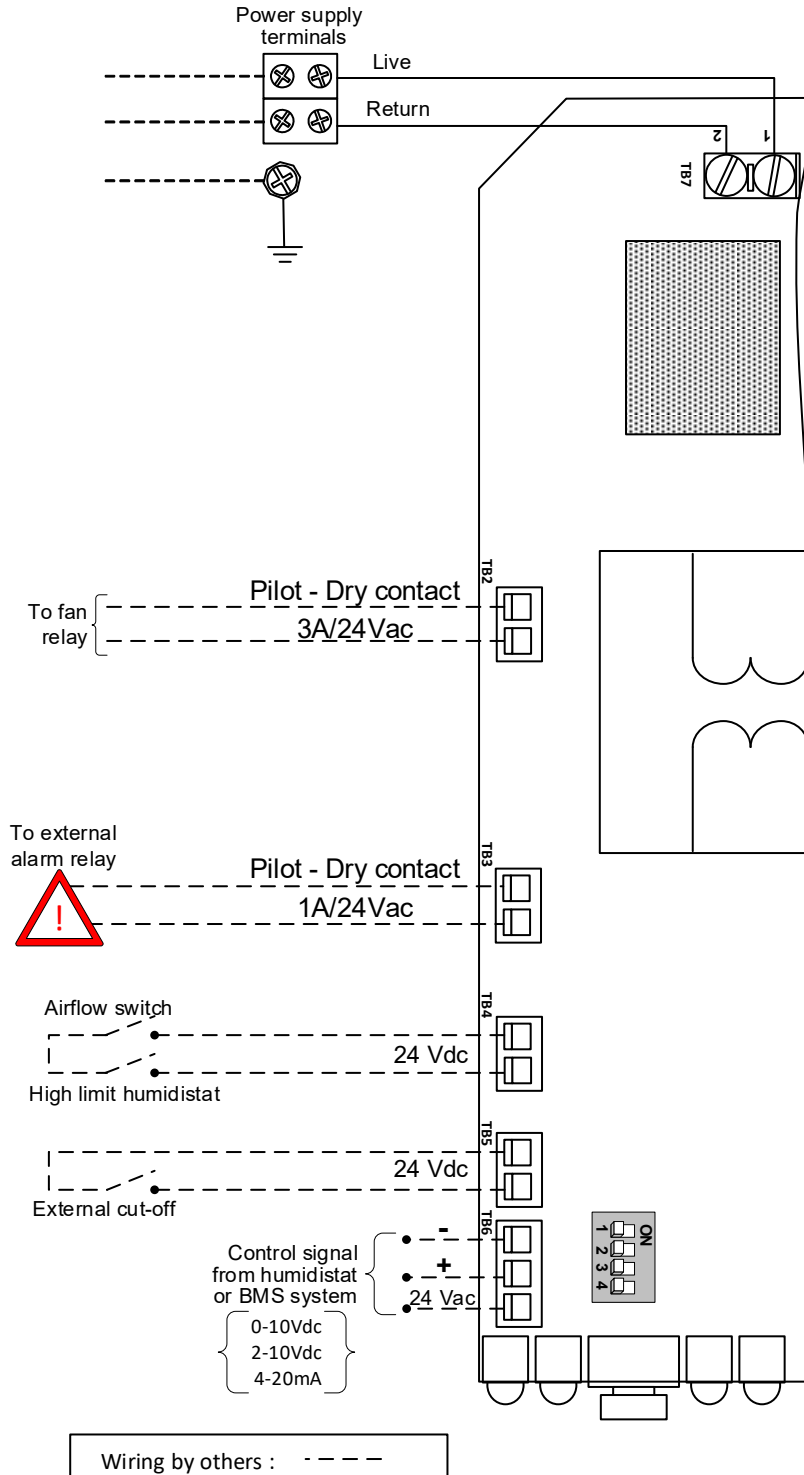 Power supply
terminals
Live
Return
2
1
TB7
TB2
Pilot - Dry contact
To fan
relay
3A/24Vac
To external
alarm relay
TB3
Pilot - Dry contact
1A/24Vac
!
TB4
Airflow switch
24 Vdc
High limit humidistat
TB5
24 Vdc
External cut-off
TB6
-
Control signal
from humidistat
or BMS system
+
24 Vac
0-10Vdc
2-10Vdc
4-20mA
ON
1
2
3
4
Wiring by others :